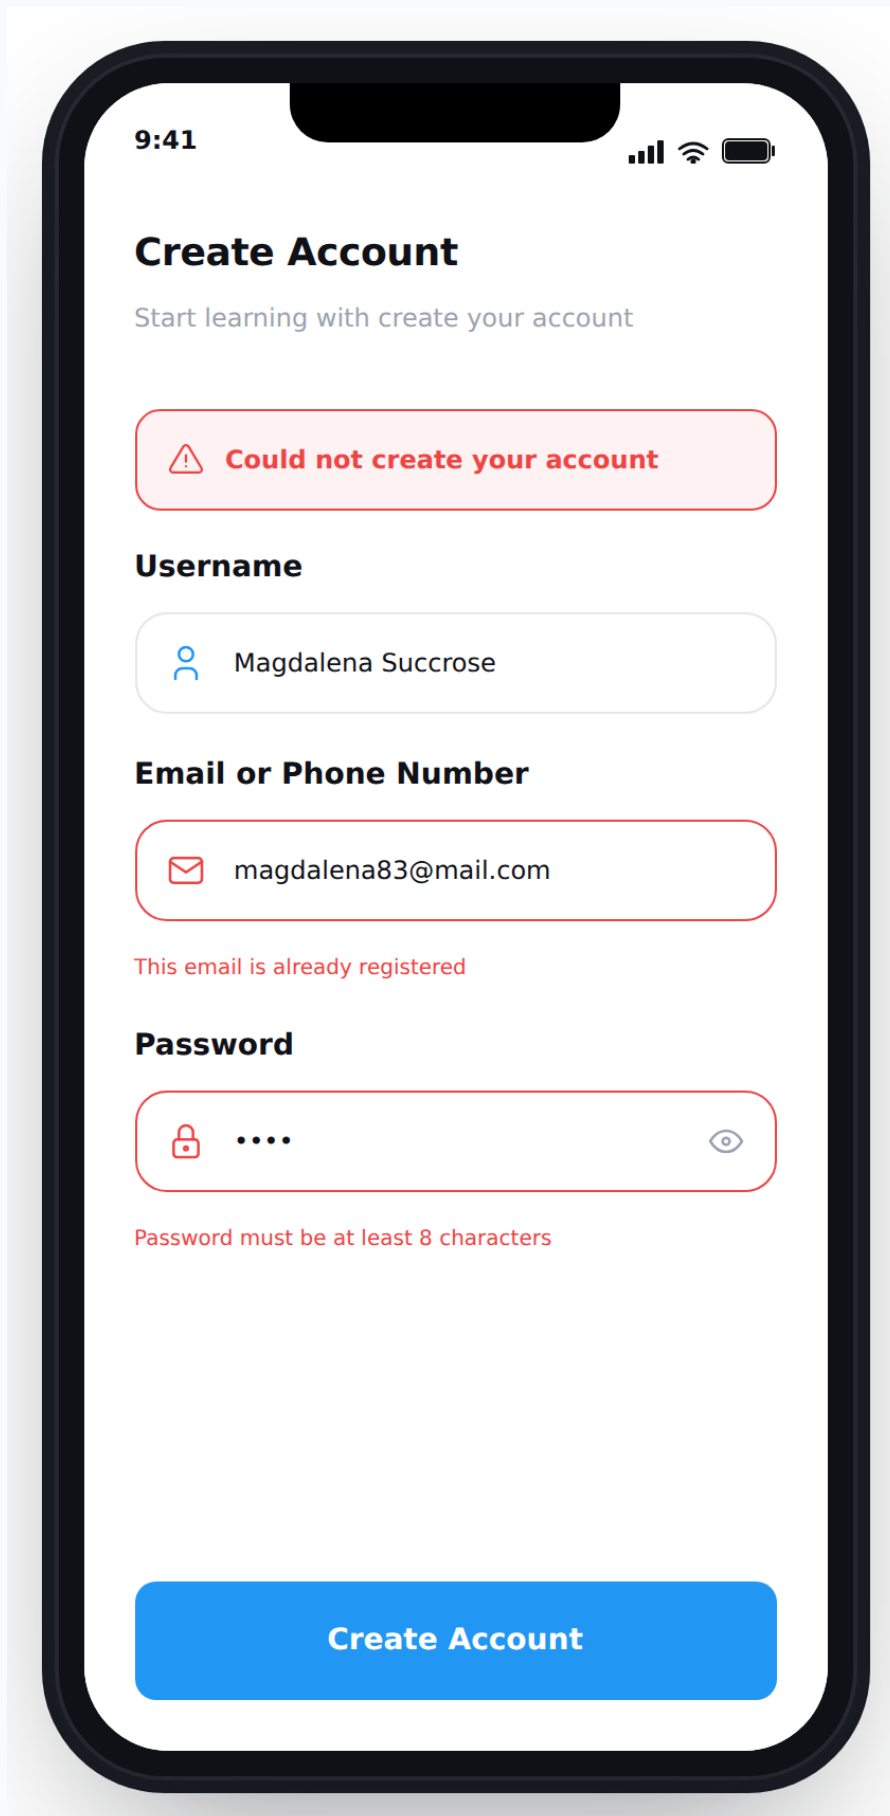 9:41
Create Account
Start learning with create your account
Could not create your account
Username
Magdalena Succrose
Email or Phone Number
magdalena83@mail.com
This email is already registered
Password
••••
Password must be at least 8 characters
Create Account